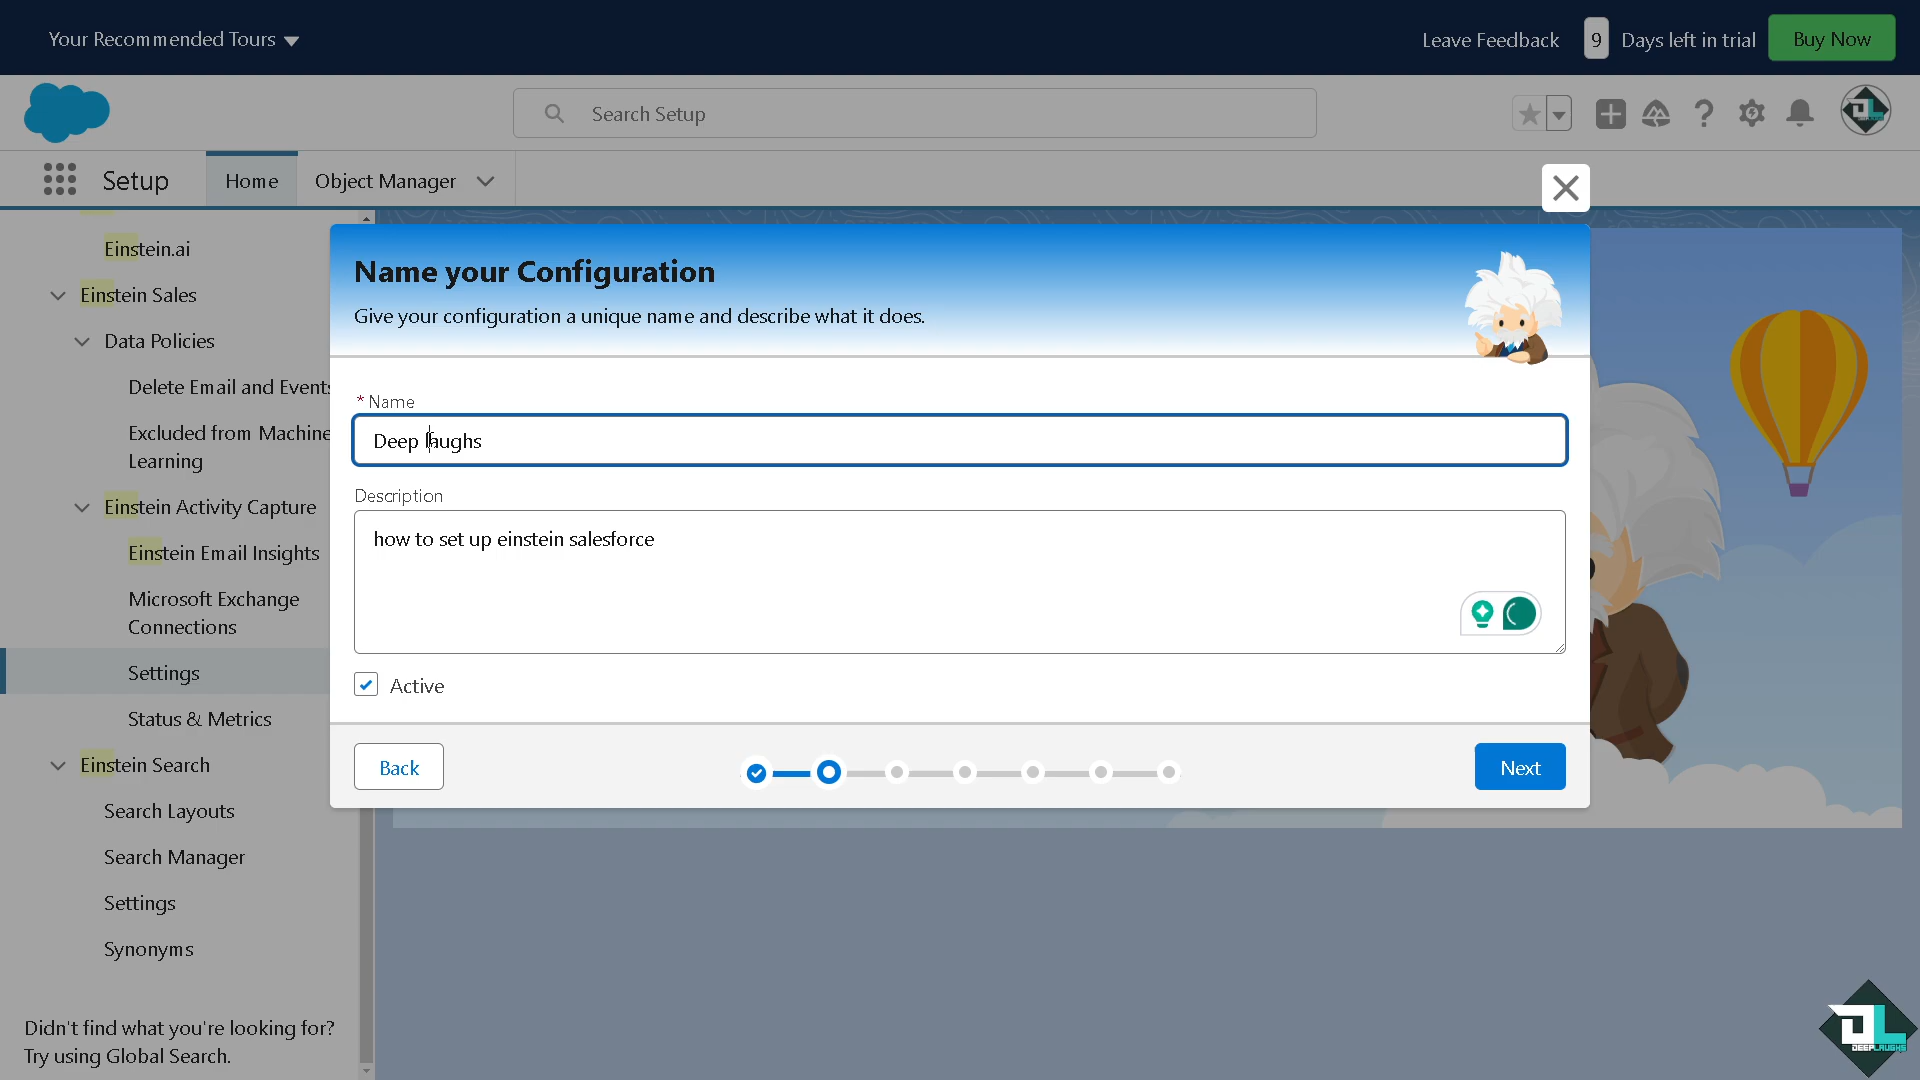 Your Recommended Tours
Leave Feedback
9
Days left in trial
Buy Now
Search Setup
Setup
Home
Object Manager
Einstein.ai
Einstein Sales
Data Policies
Delete Email and Events
Excluded from Machine
Learning
Einstein Activity Capture
Einstein Email Insights
Microsoft Exchange
Connections
Settings
Status & Metrics
Einstein Search
Search Layouts
Search Manager
Settings
Synonyms
Didn't find what you're looking for?
Try using Global Search.
Name your Configuration
Give your configuration a unique name and describe what it does.
* Name
Deep laughs
Description
how to set up einstein salesforce
Active
Back
Next
DL
DEEPLAUGHS